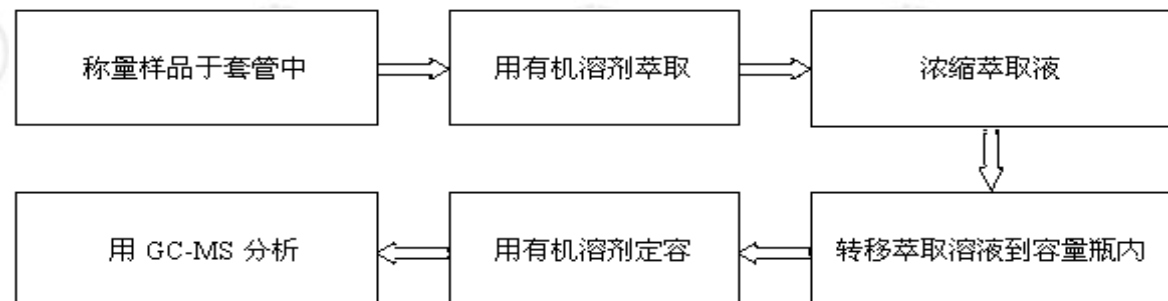 称量样品于套管中
用有机溶剂萃取
浓缩萃取液
转移萃取溶液到容量瓶内
用有机溶剂定容
用 GC-MS 分析